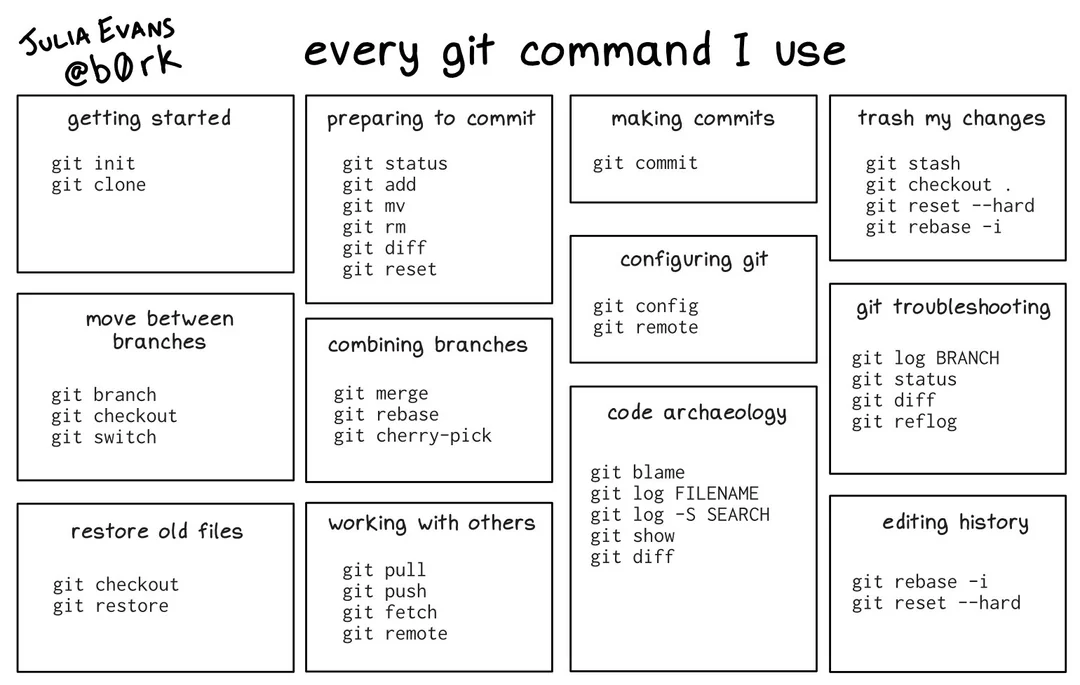 JULIA EVANS
@b0rk
every git command I use
getting started
git init
git clone
preparing to commit
git status
git add
git mv
git rm
git diff
git reset
making commits
git commit
trash my changes
git stash
git checkout .
git reset --hard
git rebase -i
configuring git
git config
git remote
move between
branches
git branch
git checkout
git switch
combining branches
git merge
git rebase
git cherry-pick
git troubleshooting
git log BRANCH
git status
git diff
git reflog
code archaeology
git blame
git log FILENAME
git log -S SEARCH
git show
git diff
restore old files
git checkout
git restore
working with others
git pull
git push
git fetch
git remote
editing history
git rebase -i
git reset --hard